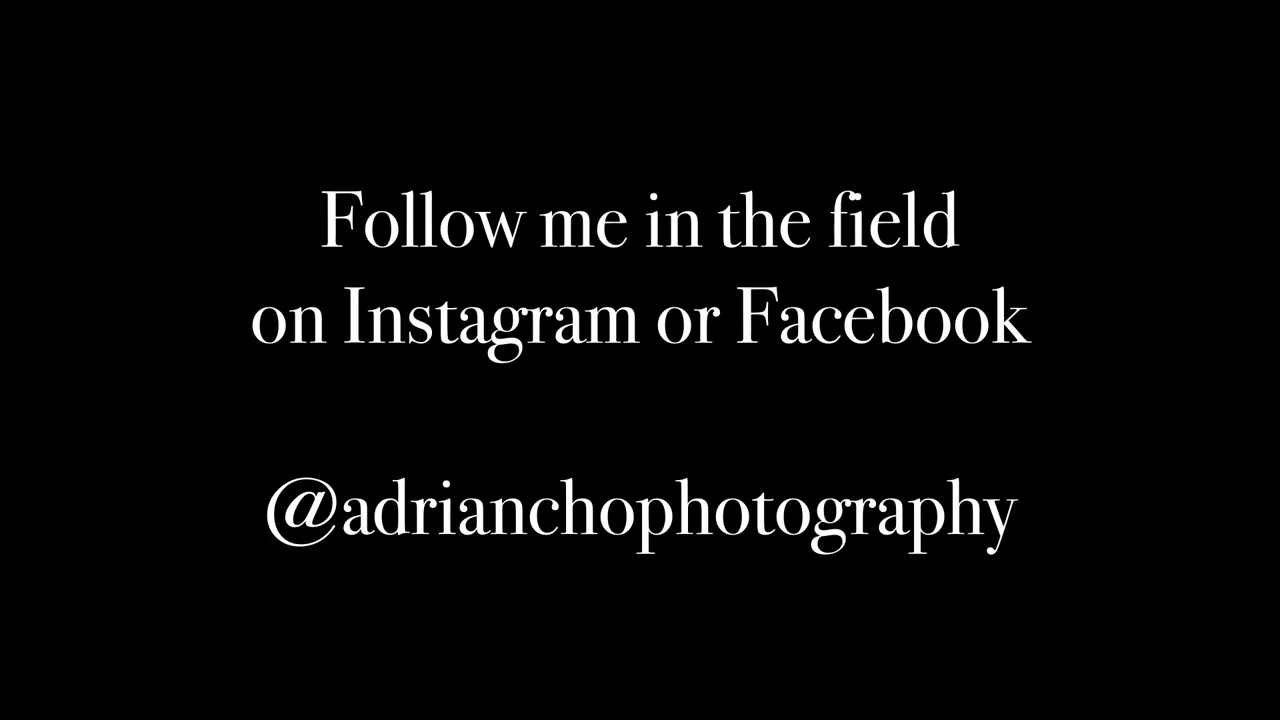 Follow me in the field
on Instagram or Facebook
@adrianchophotography